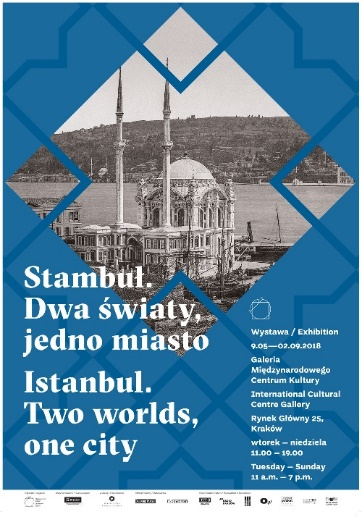 Stambuł.
Dwa światy,
jedno miasto
Istanbul.
Two worlds,
one city
Wystawa / Exhibition
9.05—02.09.2018
Galeria
Międzynarodowego
Centrum Kultury
International Cultural
Centre Gallery
Rynek Główny 25,
Kraków
wtorek — niedziela
11.00 — 19.00
Tuesday — Sunday
11 a.m. — 7 p.m.